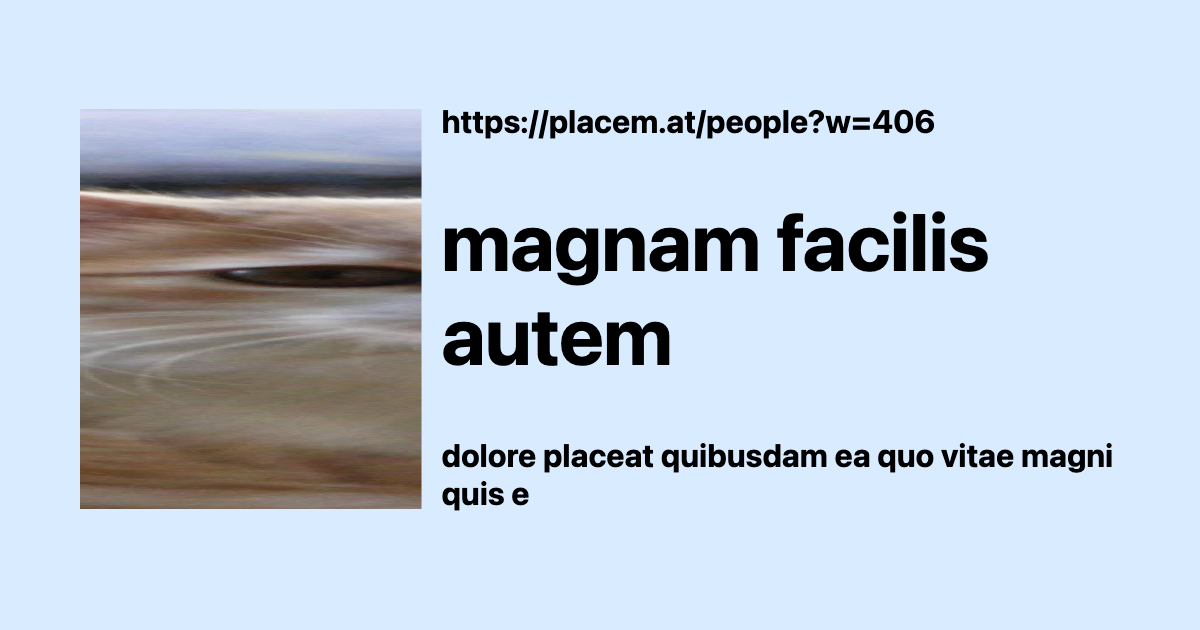 https://placem.at/people?w=406
magnam facilis
autem
dolore placeat quibusdam ea quo vitae magni
quis e